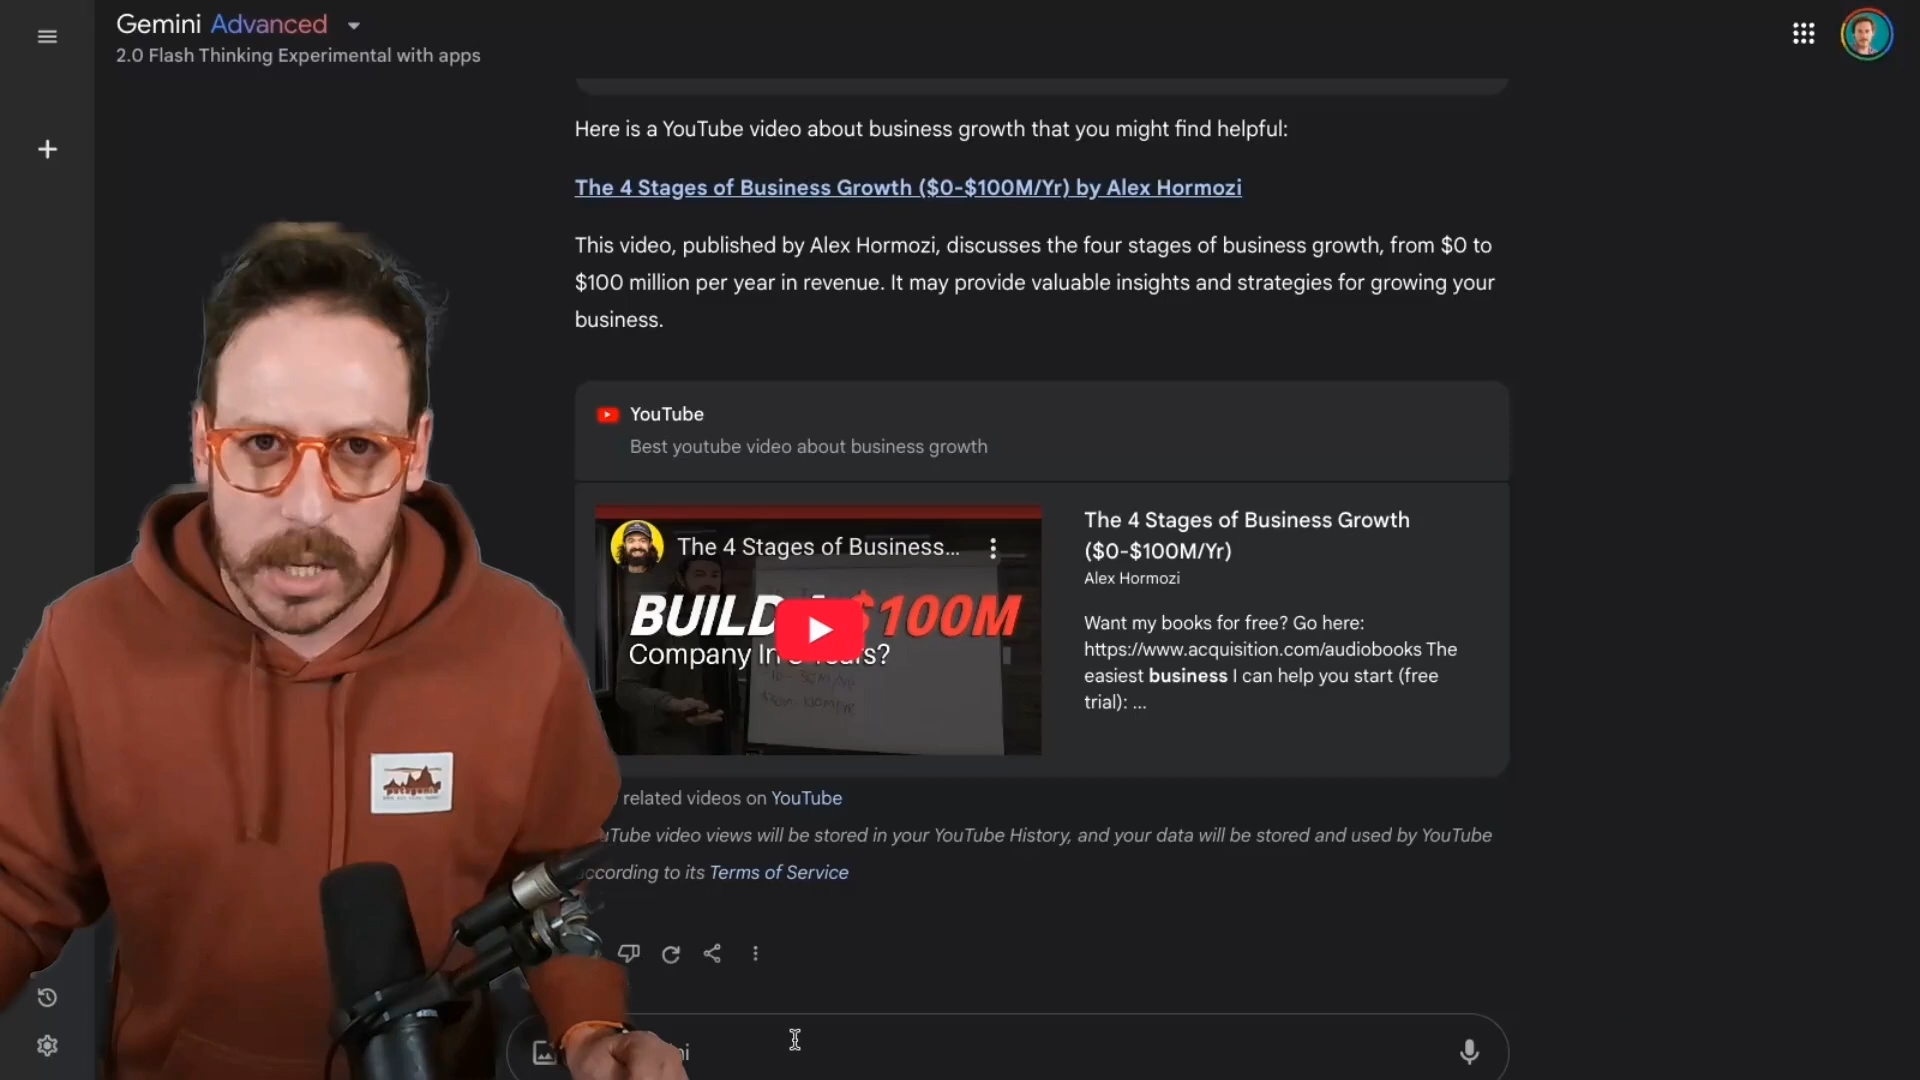 Gemini Advanced
2.0 Flash Thinking Experimental with apps
Here is a YouTube video about business growth that you might find helpful:
The 4 Stages of Business Growth ($0-$100M/Yr) by Alex Hormozi
This video, published by Alex Hormozi, discusses the four stages of business growth, from $0 to
$100 million per year in revenue. It may provide valuable insights and strategies for growing your
business.
YouTube
Best youtube video about business growth
The 4 Stages of Business...
BUILD $100M
Company In
The 4 Stages of Business Growth
($0-$100M/Yr)
Alex Hormozi
Want my books for free? Go here:
https://www.acquisition.com/audiobooks The
easiest business I can help you start (free
trial): ...
related videos on YouTube
uTube video views will be stored in your YouTube History, and your data will be stored and used by YouTube
ccording to its Terms of Service